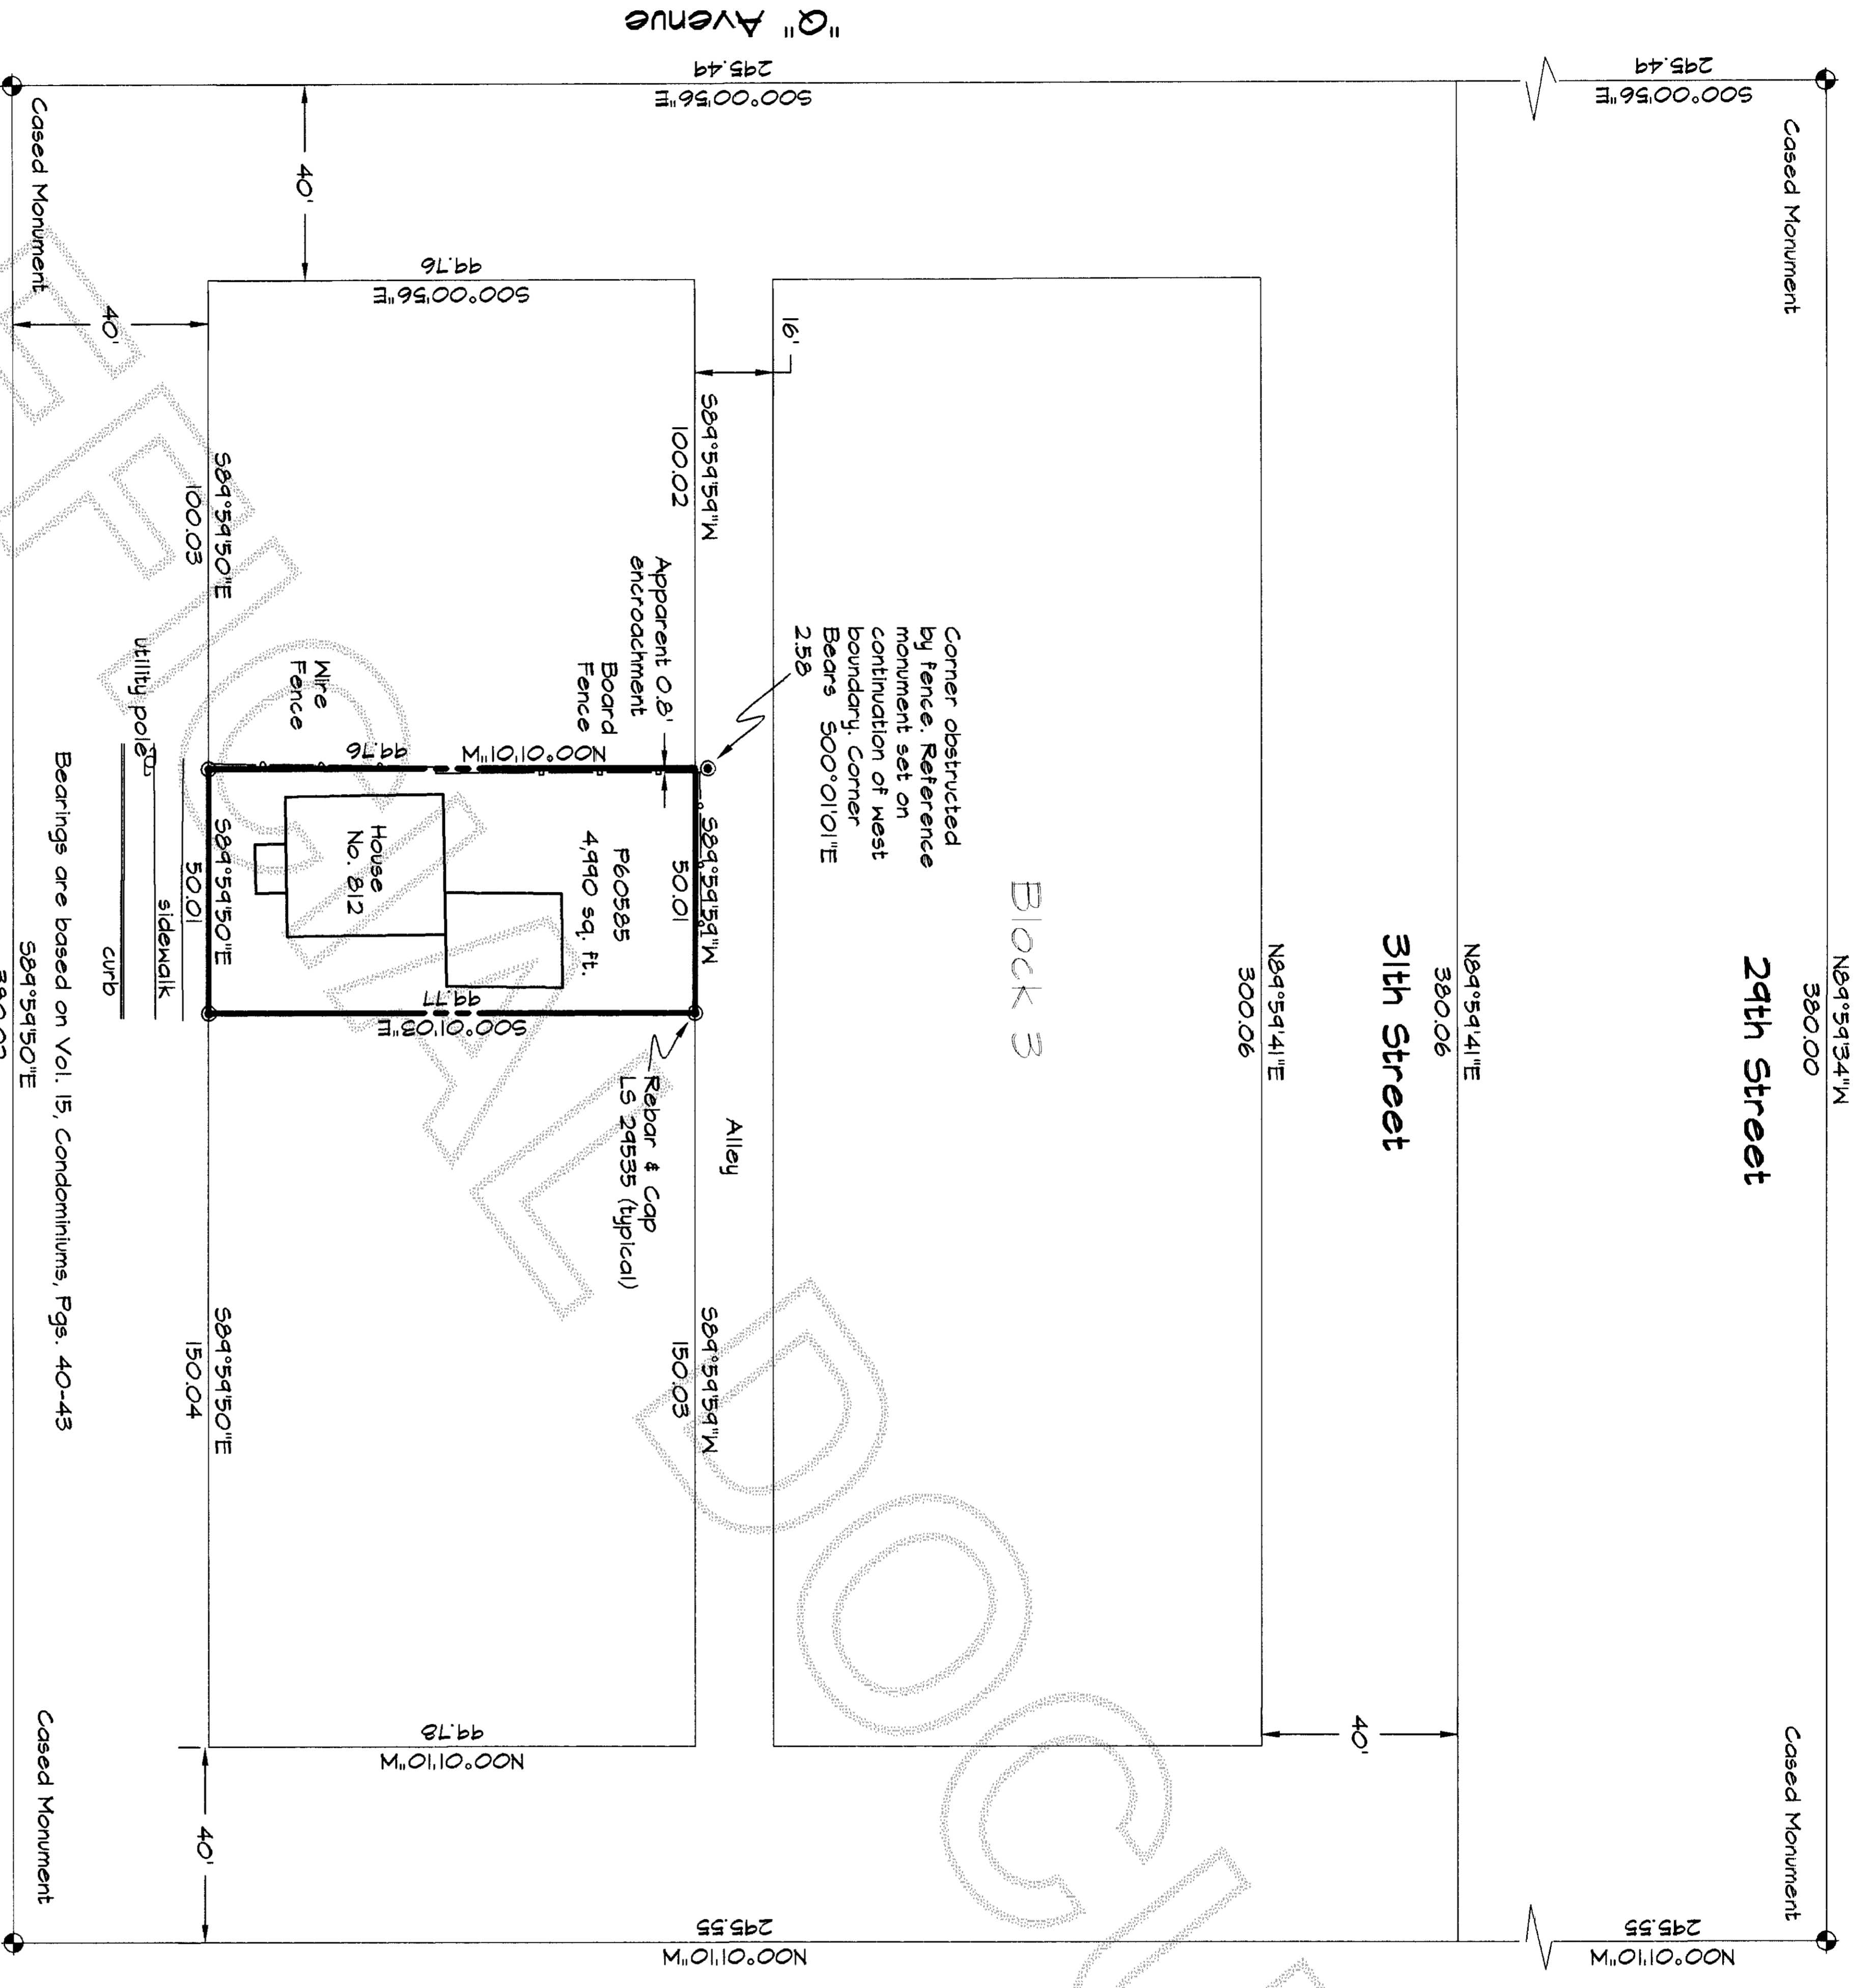 N89°59'34"W
380.00
29th Street
Cased Monument
Cased Monument
S00°00'56"E
295.49
N00°01'10"W
295.55
N89°59'41"E
380.06
31th Street
40'
N89°59'41"E
300.06
Block 3
"Q" Avenue
S00°00'56"E
295.49
N00°01'10"W
295.55
Corner obstructed
by fence. Reference
monument set on
continuation of west
boundary. Corner
Bears S00°01'01"E
2.58
16'
Alley
S89°59'59"W
100.02
S89°59'59"W
50.01
S89°59'59"W
150.03
Apparent 0.8'
encroachment
Board
Fence
Rebar & Cap
LS 29535 (typical)
P60585
4,990 sq. ft.
S00°00'56"E
99.76
N00°01'01"W
99.76
S00°01'03"E
99.77
N00°01'10"W
99.78
40'
House
No. 812
Wire
Fence
S89°59'50"E
100.03
S89°59'50"E
50.01
S89°59'50"E
150.04
utility pole
sidewalk
curb
40'
40'
Bearings are based on Vol. 15, Condominiums, Pgs. 40-43
Cased Monument
Cased Monument
S89°59'50"E